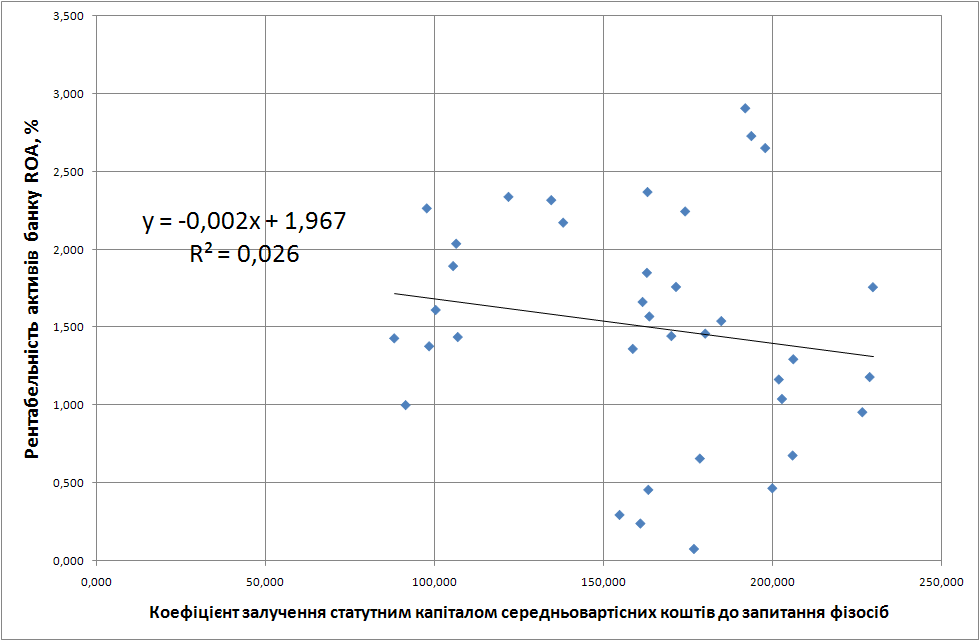 3,500
3,000
2,500
2,000
1,500
1,000
0,500
0,000
Рентабельність активів банку ROA, %
y = -0,002x + 1,967
R² = 0,026
0,000 50,000 100,000 150,000 200,000 250,000
Коефіцієнт залучення статутним капіталом середньовартісних коштів до запитання фізосіб